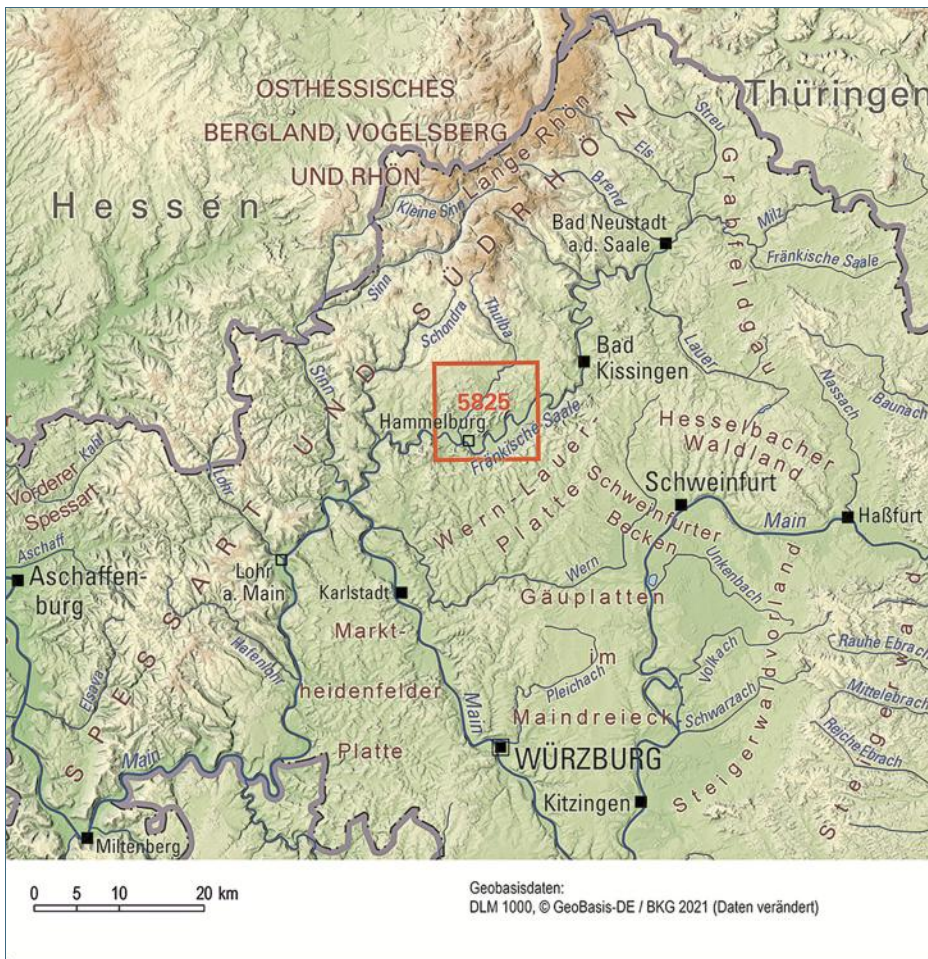 OSTHESSISCHES
BERGLAND, VOGELSBERG
UND RHÖN
Thüringen
Hessen
Lange Rhön
SPESSART UND SÜDRHÖN
Streu
Els
Brend
Kleine Sinn
Sinn
Bad Neustadt
a.d. Saale
Milz
Fränkische Saale
Grabfeldgau
Schondra
Thulba
Sinn
Bad
Kissingen
Lauer
Nassach
Baunach
5825
Hammelburg
Fränkische Saale
Hesselbacher
Waldland
Kahl
Vorderer
Spessart
Lohr
Wern-Lauer-
Platte
Schweinfurter
Becken
Schweinfurt
Main
Haßfurt
Aschaff
Aschaffen-
burg
Lohr
a. Main
Karlstadt
Wern
Unkenbach
Gäuplatten
im
Maindreieck
Markt-
heidenfelder
Platte
Hafenlohr
Elsava
Pleichach
Volkach
Schwarzach
Steigerwaldvorland
Steigerwald
Rauhe Ebrach
Mittelebrach
Reiche Ebrach
Main
Main
WÜRZBURG
Kitzingen
Miltenberg
0 5 10 20 km
Geobasisdaten:
DLM 1000, © GeoBasis-DE / BKG 2021 (Daten verändert)